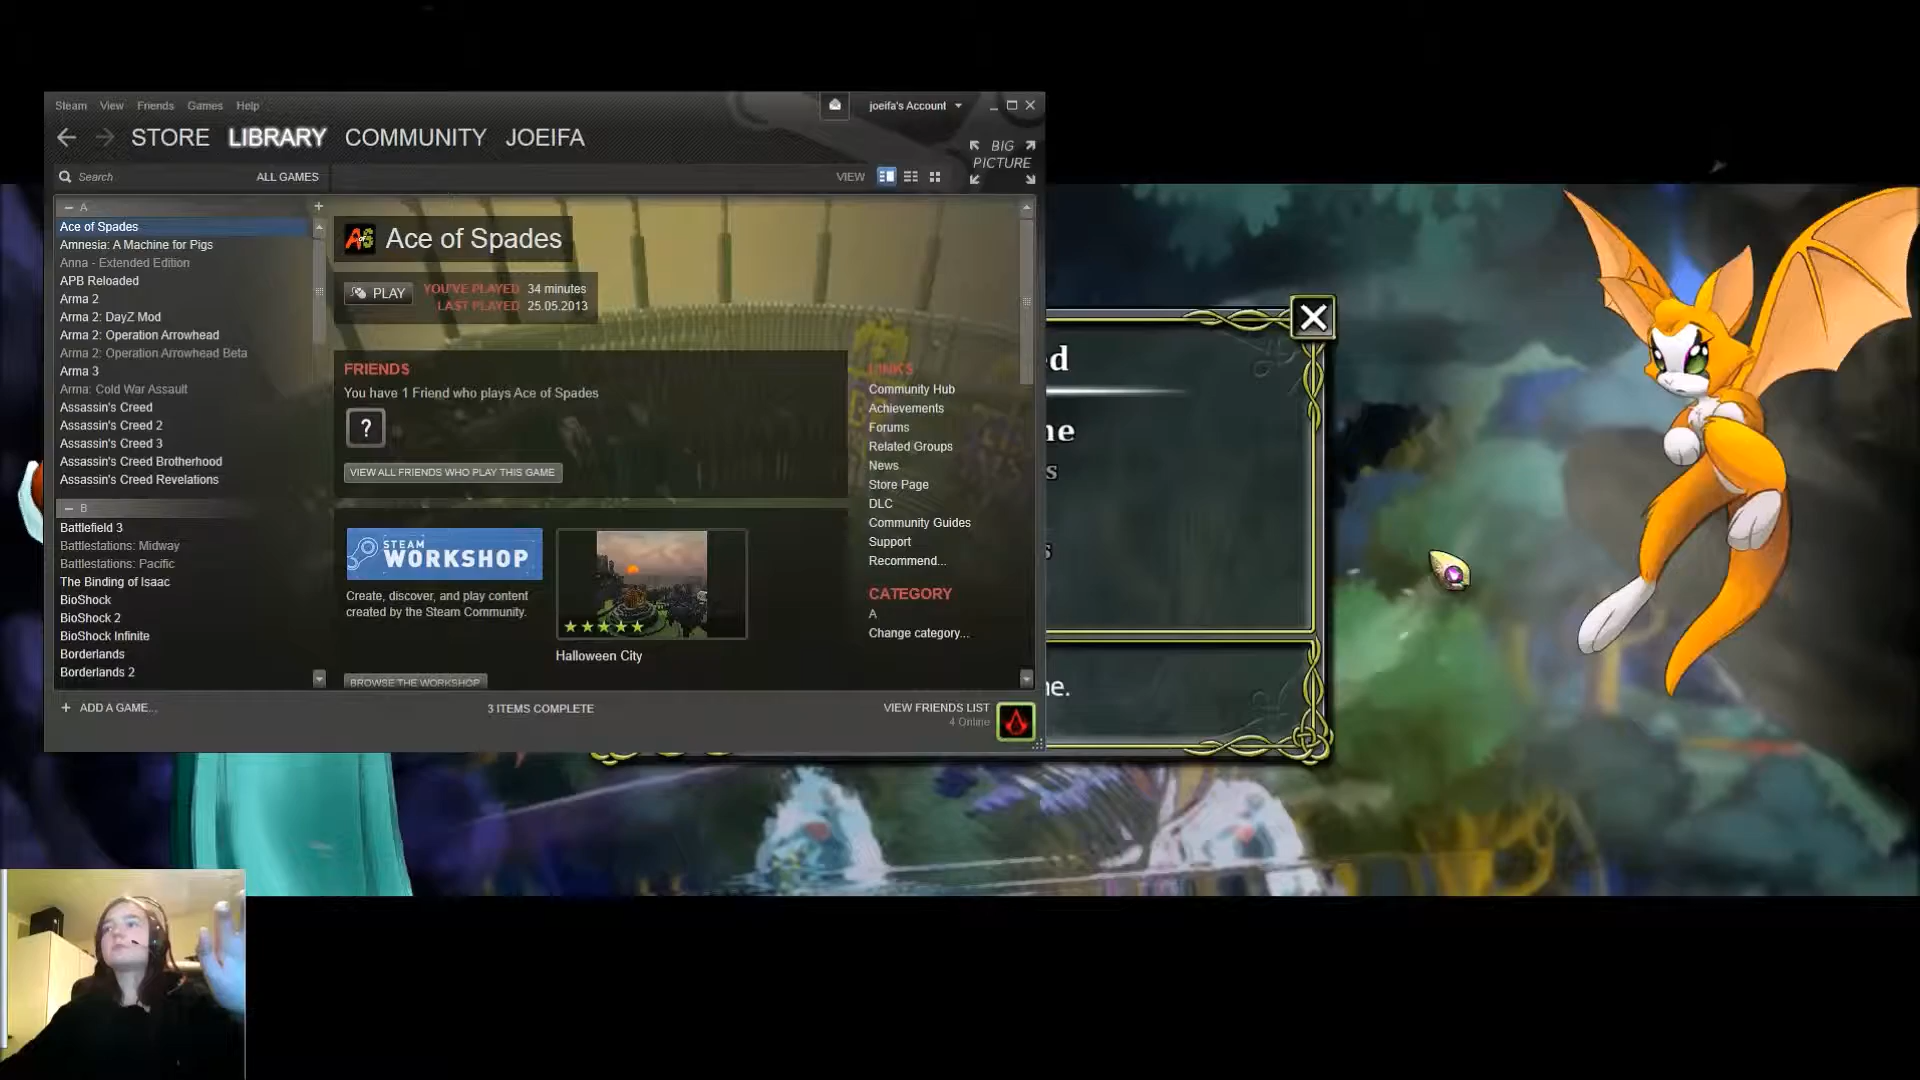 Steam View Friends Games Help
joeifa's Account
STORE LIBRARY COMMUNITY JOEIFA
BIG PICTURE
Search
ALL GAMES
VIEW
A
Ace of Spades
Amnesia: A Machine for Pigs
Anna - Extended Edition
APB Reloaded
Arma 2
Arma 2: DayZ Mod
Arma 2: Operation Arrowhead
Arma 2: Operation Arrowhead Beta
Arma 3
Arma: Cold War Assault
Assassin's Creed
Assassin's Creed 2
Assassin's Creed 3
Assassin's Creed Brotherhood
Assassin's Creed Revelations
B
Battlefield 3
Battlestations: Midway
Battlestations: Pacific
The Binding of Isaac
BioShock
BioShock 2
BioShock Infinite
Borderlands
Borderlands 2
Ace of Spades
PLAY
YOU'VE PLAYED 34 minutes
LAST PLAYED 25.05.2013
FRIENDS
You have 1 Friend who plays Ace of Spades
?
VIEW ALL FRIENDS WHO PLAY THIS GAME
STEAM
WORKSHOP
Create, discover, and play content
created by the Steam Community.
Halloween City
BROWSE THE WORKSHOP
LINKS
Community Hub
Achievements
Forums
Related Groups
News
Store Page
DLC
Community Guides
Support
Recommend...
CATEGORY
A
Change category...
ADD A GAME...
3 ITEMS COMPLETE
VIEW FRIENDS LIST
4 Online
ed
ne
s
s
ne.